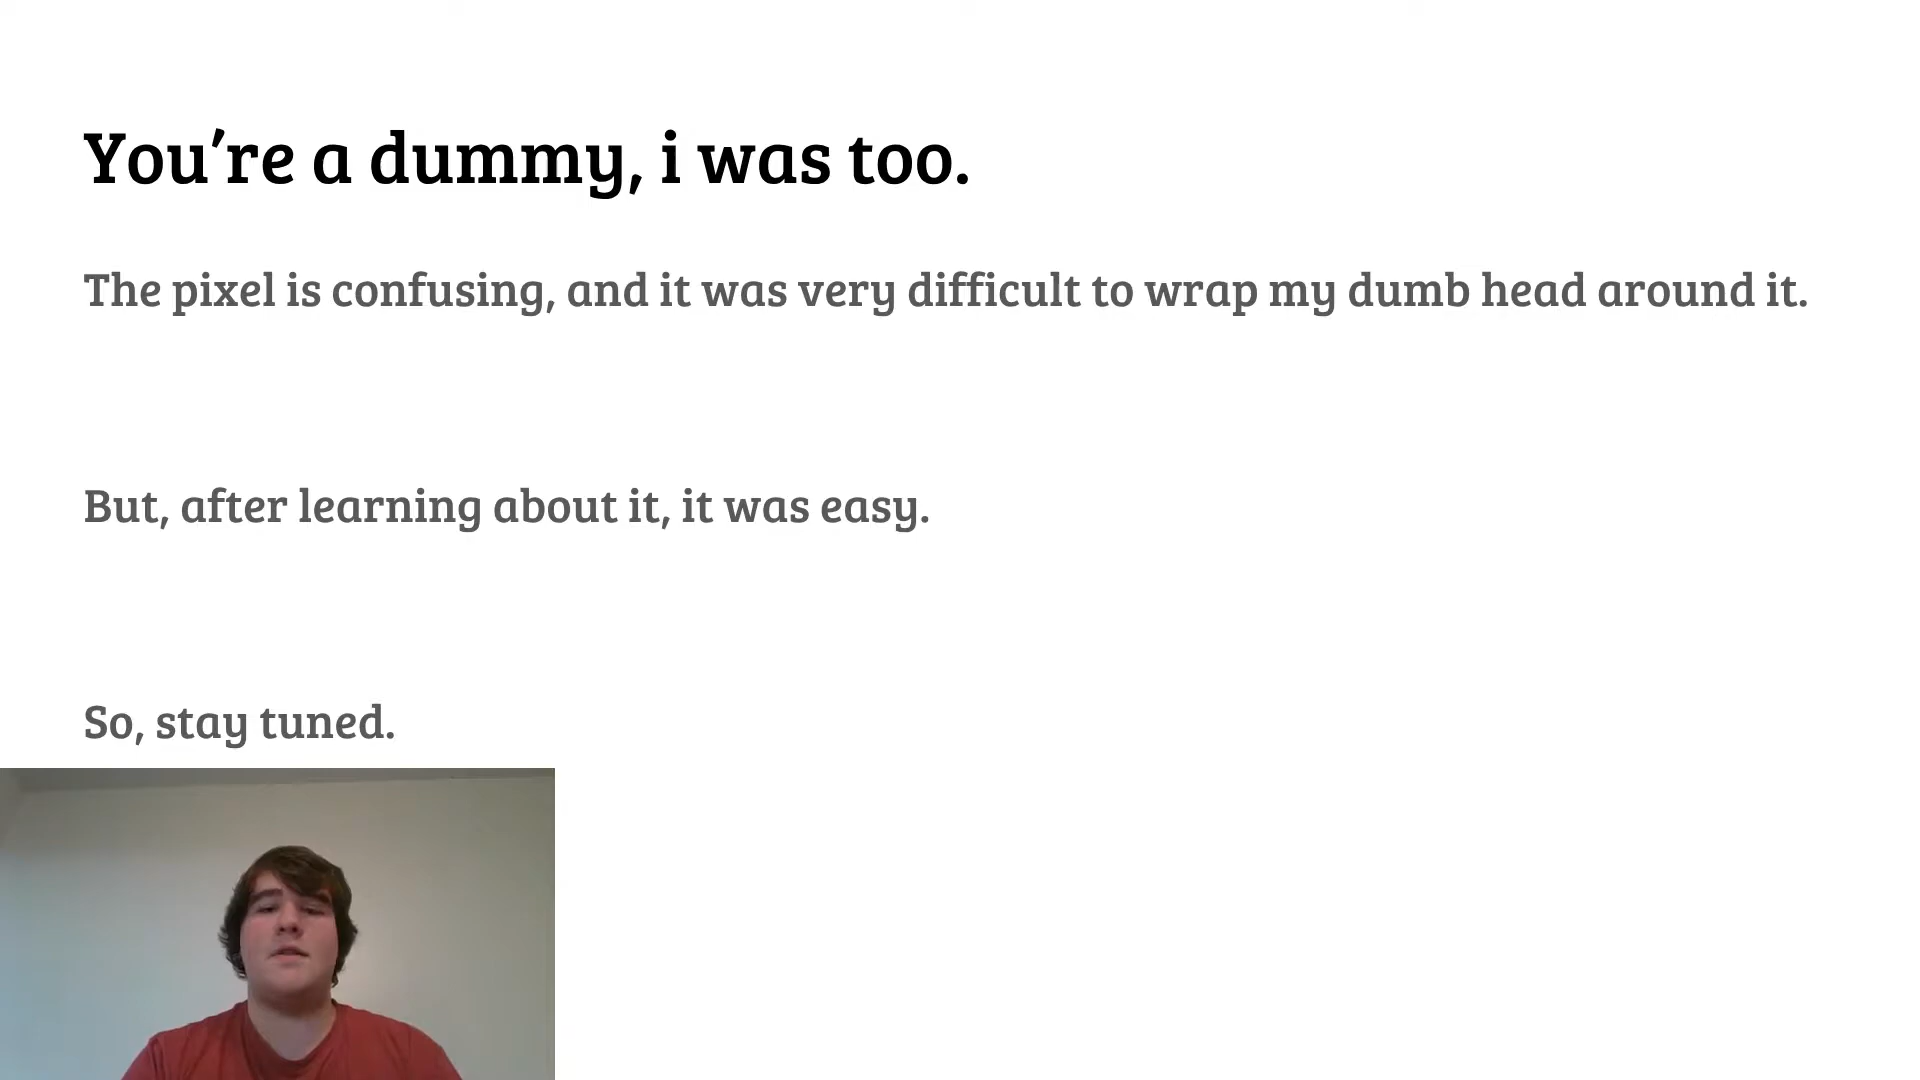 You’re a dummy, i was too.
The pixel is confusing, and it was very difficult to wrap my dumb head around it.
But, after learning about it, it was easy.
So, stay tuned.